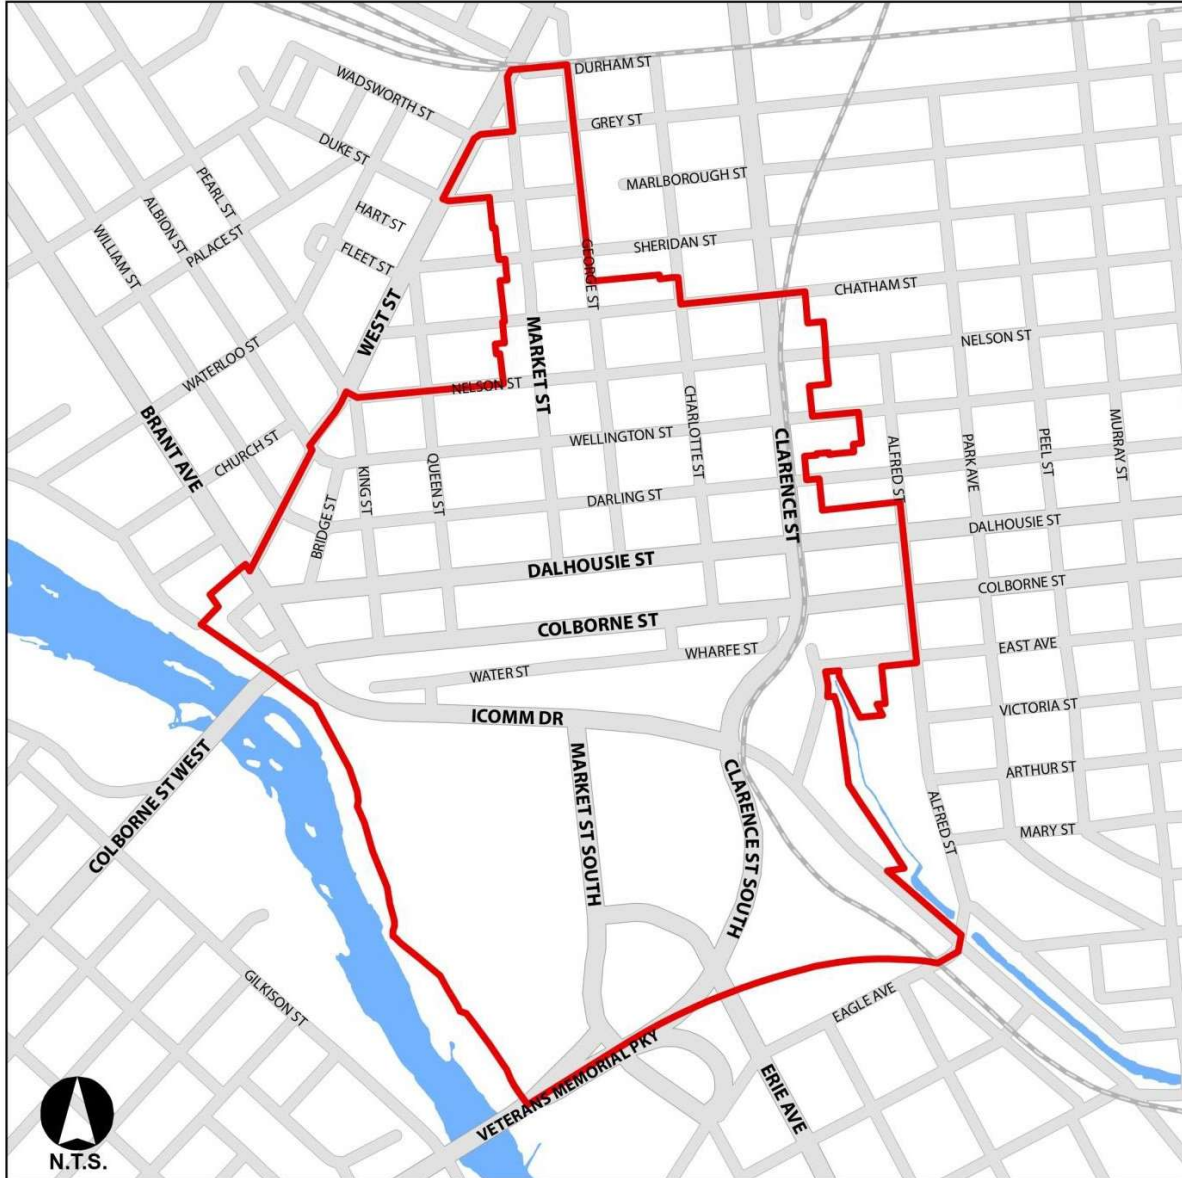 DURHAM ST
WADSWORTH ST
GREY ST
DUKE ST
MARLBOROUGH ST
PEARL ST
ALBION ST
HART ST
WILLIAM ST
PALACE ST
FLEET ST
SHERIDAN ST
GEORGE ST
CHATHAM ST
WEST ST
MARKET ST
NELSON ST
WATERLOO ST
NELSON ST
BRANT AVE
CHURCH ST
WELLINGTON ST
CHARLOTTE ST
CLARENCE ST
ALFRED ST
PARK AVE
PEEL ST
MURRAY ST
KING ST
QUEEN ST
DARLING ST
BRIDGE ST
DALHOUSIE ST
DALHOUSIE ST
COLBORNE ST
COLBORNE ST
EAST AVE
WATER ST
WHARFE ST
VICTORIA ST
ICOMM DR
COLBORNE ST WEST
MARKET ST SOUTH
CLARENCE ST SOUTH
ARTHUR ST
ALFRED ST
MARY ST
GILKISON ST
EAGLE AVE
VETERANS MEMORIAL PKY
ERIE AVE
N.T.S.